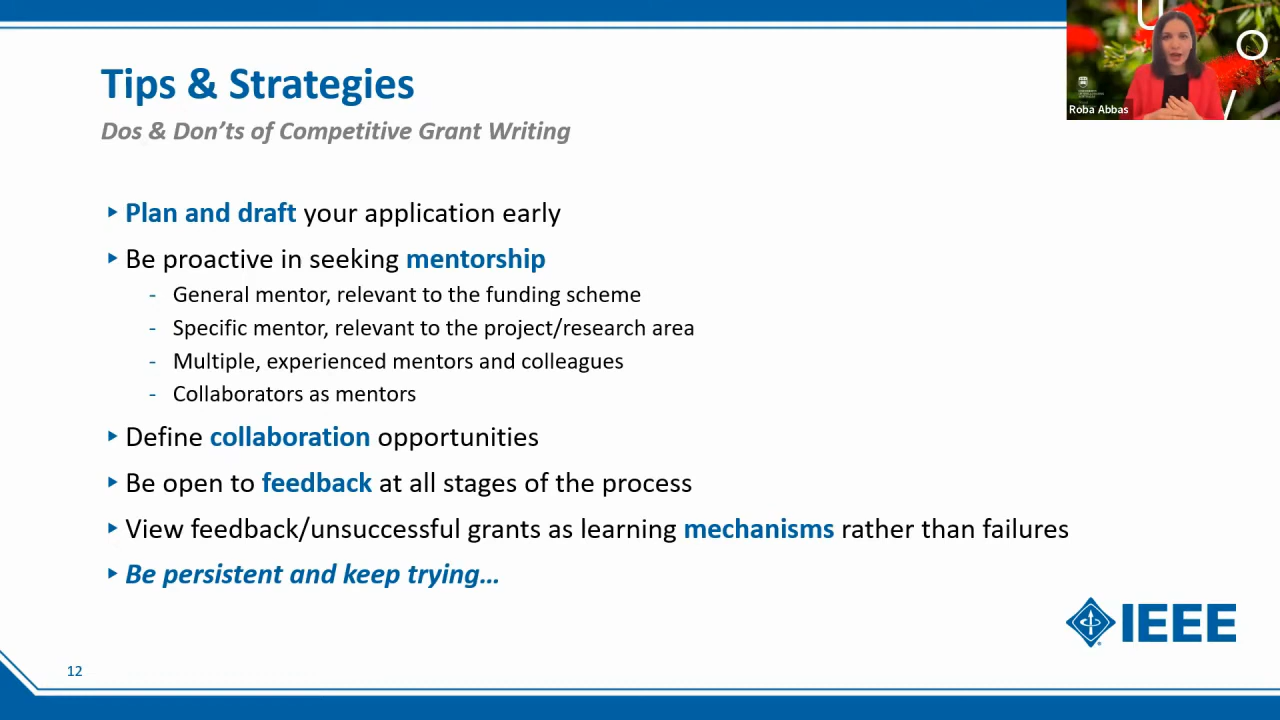 Tips & Strategies
Dos & Don'ts of Competitive Grant Writing
Plan and draft your application early
Be proactive in seeking mentorship
- General mentor, relevant to the funding scheme
- Specific mentor, relevant to the project/research area
- Multiple, experienced mentors and colleagues
- Collaborators as mentors
Define collaboration opportunities
Be open to feedback at all stages of the process
View feedback/unsuccessful grants as learning mechanisms rather than failures
Be persistent and keep trying...
IEEE
12
U
O
Roba Abbas